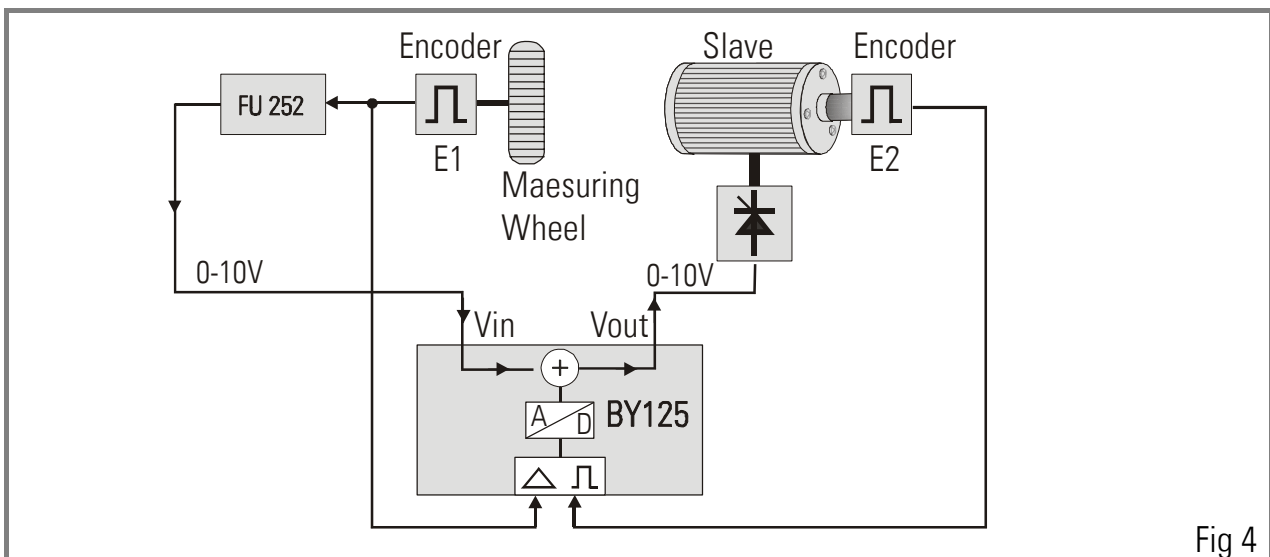 Encoder
Slave
Encoder
FU 252
E1
E2
Maesuring
Wheel
0-10V
0-10V
Vin
Vout
+
A
D
BY125
Fig 4